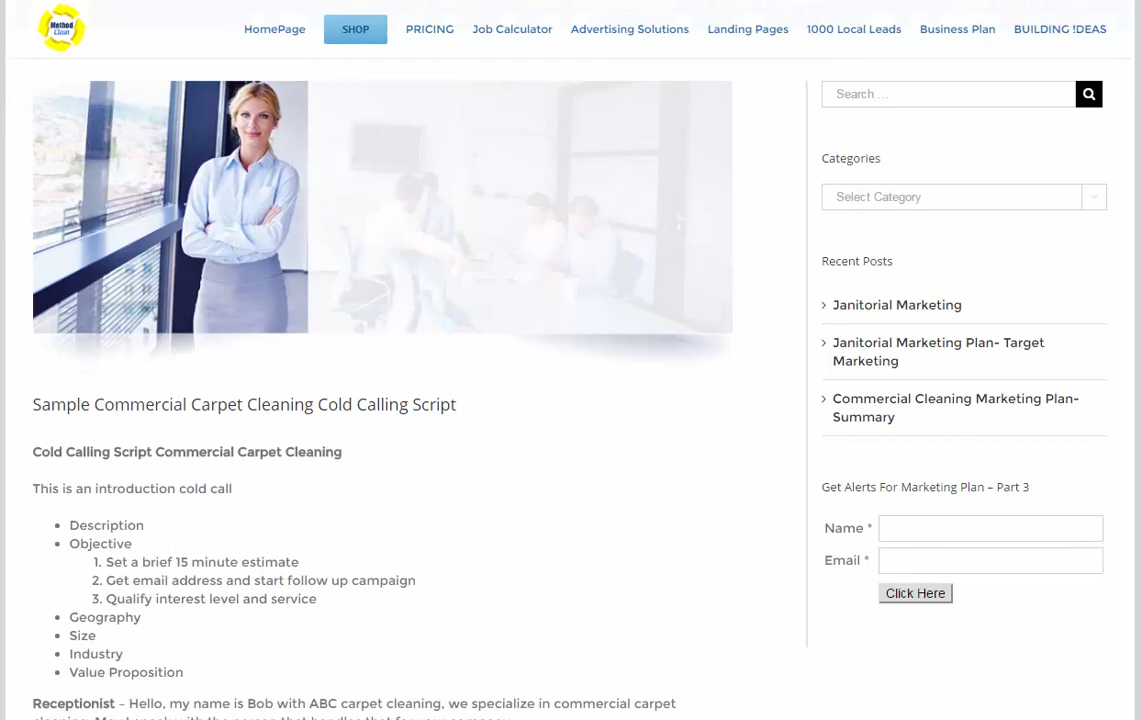 Method
Clean
HomePage
SHOP
PRICING
Job Calculator
Advertising Solutions
Landing Pages
1000 Local Leads
Business Plan
BUILDING !DEAS
Search ...
Categories
Select Category
Recent Posts
Janitorial Marketing
Janitorial Marketing Plan- Target
Marketing
Commercial Cleaning Marketing Plan-
Summary
Get Alerts For Marketing Plan – Part 3
Name *
Email *
Click Here
Sample Commercial Carpet Cleaning Cold Calling Script
Cold Calling Script Commercial Carpet Cleaning
This is an introduction cold call
Description
Objective
1. Set a brief 15 minute estimate
2. Get email address and start follow up campaign
3. Qualify interest level and service
Geography
Size
Industry
Value Proposition
Receptionist – Hello, my name is Bob with ABC carpet cleaning, we specialize in commercial carpet